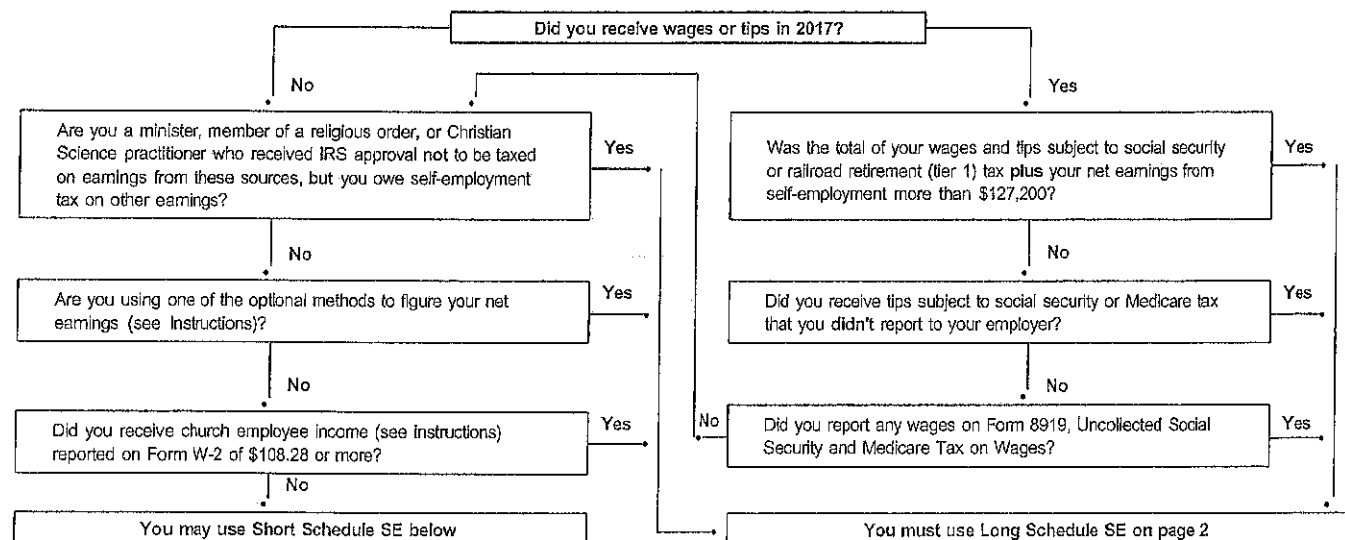 Did you receive wages or tips in 2017?
No
Yes
Are you a minister, member of a religious order, or Christian
Science practitioner who received IRS approval not to be taxed
on earnings from these sources, but you owe self-employment
tax on other earnings?
Yes
Was the total of your wages and tips subject to social security
or railroad retirement (tier 1) tax plus your net earnings from
self-employment more than $127,200?
Yes
No
No
Are you using one of the optional methods to figure your net
earnings (see Instructions)?
Yes
Did you receive tips subject to social security or Medicare tax
that you didn't report to your employer?
Yes
No
No
Did you receive church employee income (see instructions)
reported on Form W-2 of $108.28 or more?
Yes
No
Did you report any wages on Form 8919, Uncollected Social
Security and Medicare Tax on Wages?
Yes
No
You may use Short Schedule SE below
You must use Long Schedule SE on page 2